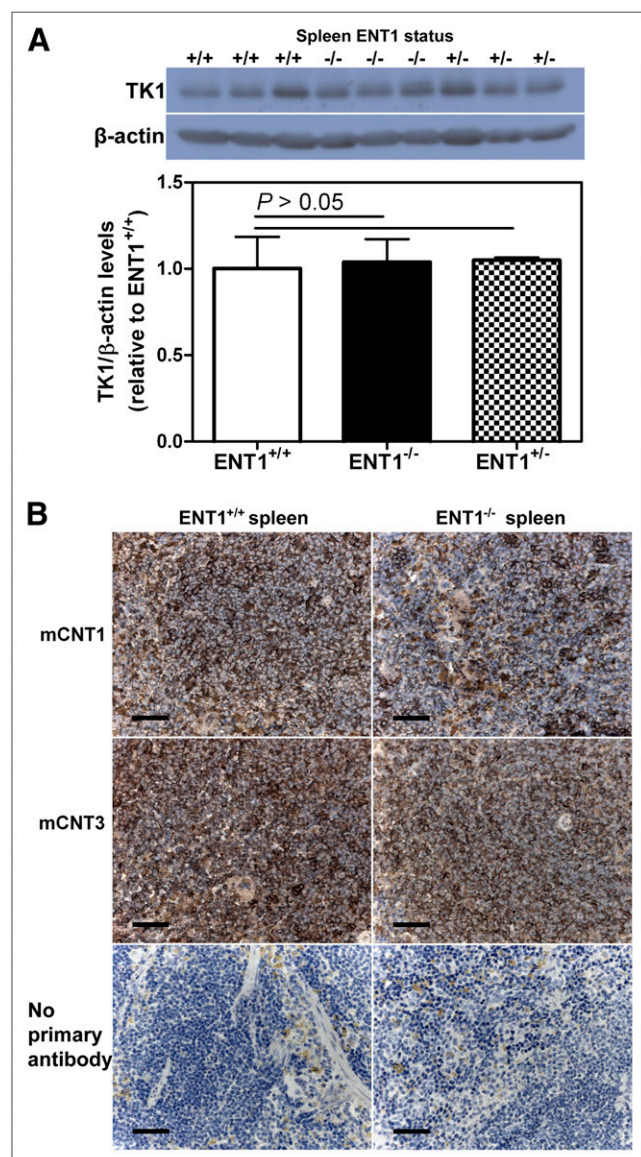 A
Spleen ENT1 status
+/+ +/+ +/+ -/- -/- -/- +/- +/- +/-
TK1
β-actin
TK1/β-actin levels
(relative to ENT1+/+)
1.5
1.0
0.5
0.0
P > 0.05
ENT1+/+ ENT1-/- ENT1+/-
B
ENT1+/+ spleen ENT1-/- spleen
mCNT1
mCNT3
No
primary
antibody